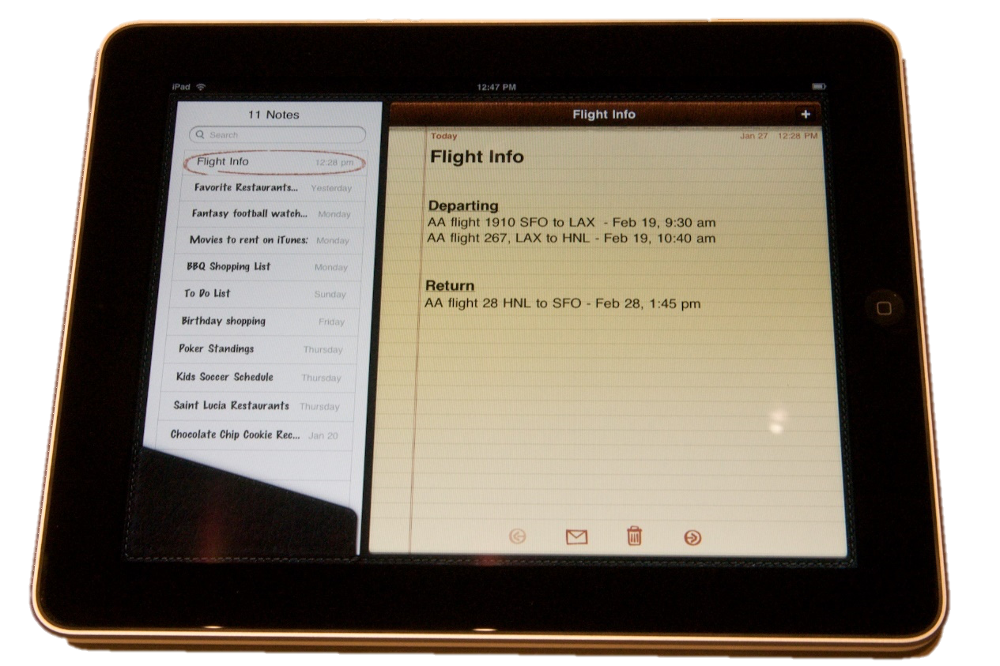 iPad 12:47 PM
11 Notes
Search
Flight Info 12:28 pm
Favorite Restaurants... Yesterday
Fantasy football watch... Monday
Movies to rent on iTunes: Monday
BBQ Shopping List Monday
To Do List Sunday
Birthday shopping Friday
Poker Standings Thursday
Kids Soccer Schedule Thursday
Saint Lucia Restaurants Thursday
Chocolate Chip Cookie Rec... Jan 20
Flight Info +
Today Jan 27 12:28 PM
Flight Info
Departing
AA flight 1910 SFO to LAX - Feb 19, 9:30 am
AA flight 267, LAX to HNL - Feb 19, 10:40 am
Return
AA flight 28 HNL to SFO - Feb 28, 1:45 pm